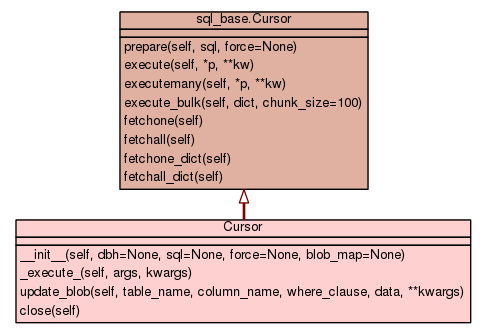 sql_base.Cursor
prepare(self, sql, force=None)
execute(self, *p, **kw)
executemany(self, *p, **kw)
execute_bulk(self, dict, chunk_size=100)
fetchone(self)
fetchall(self)
fetchone_dict(self)
fetchall_dict(self)
Cursor
__init__(self, dbh=None, sql=None, force=None, blob_map=None)
_execute_(self, args, kwargs)
update_blob(self, table_name, column_name, where_clause, data, **kwargs)
close(self)